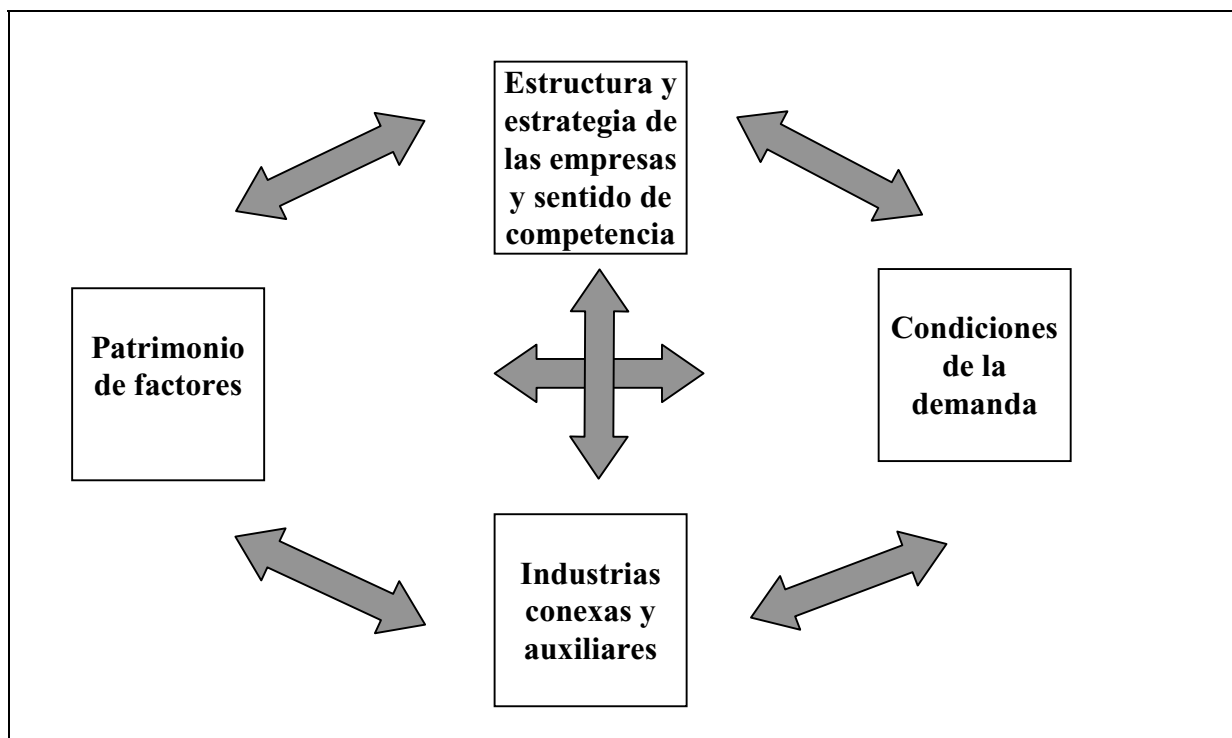 Estructura y
estrategia de
las empresas
y sentido de
competencia
Patrimonio
de factores
Condiciones
de la
demanda
Industrias
conexas y
auxiliares